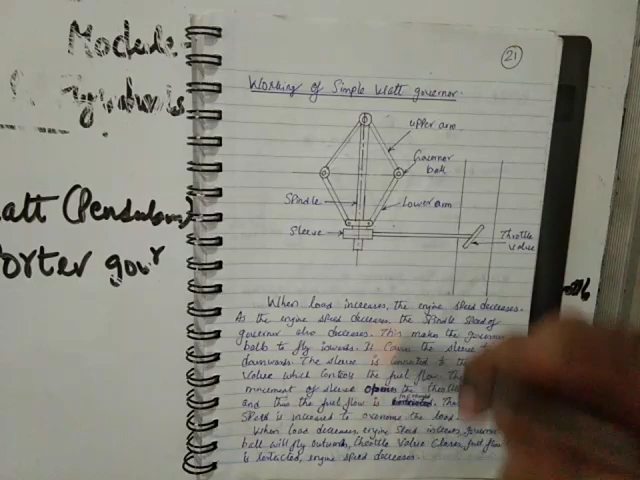 Module
att (Pendulum)
orter gov^r
21
Working of Simple Watt governor.
upper arm
Governor
ball
Spindle
Lower arm
Sleeve
Throttle
Valve
When load increases, the engine speed decreases.
As the engine speed decreases the spindle speed of
governor also decreases. This makes the governor
balls to fly inwards. It causes the sleeve
downwards. The sleeve is connected to
valve which controls the fuel flow.
movement of sleeve opens the
and thus the fuel flow is increased.
speed is increased to overcome the load
When load decreases, engine speed increases, governor
ball will fly outwards, throttle valve closes, fuel flow
is restricted, engine speed decreases.